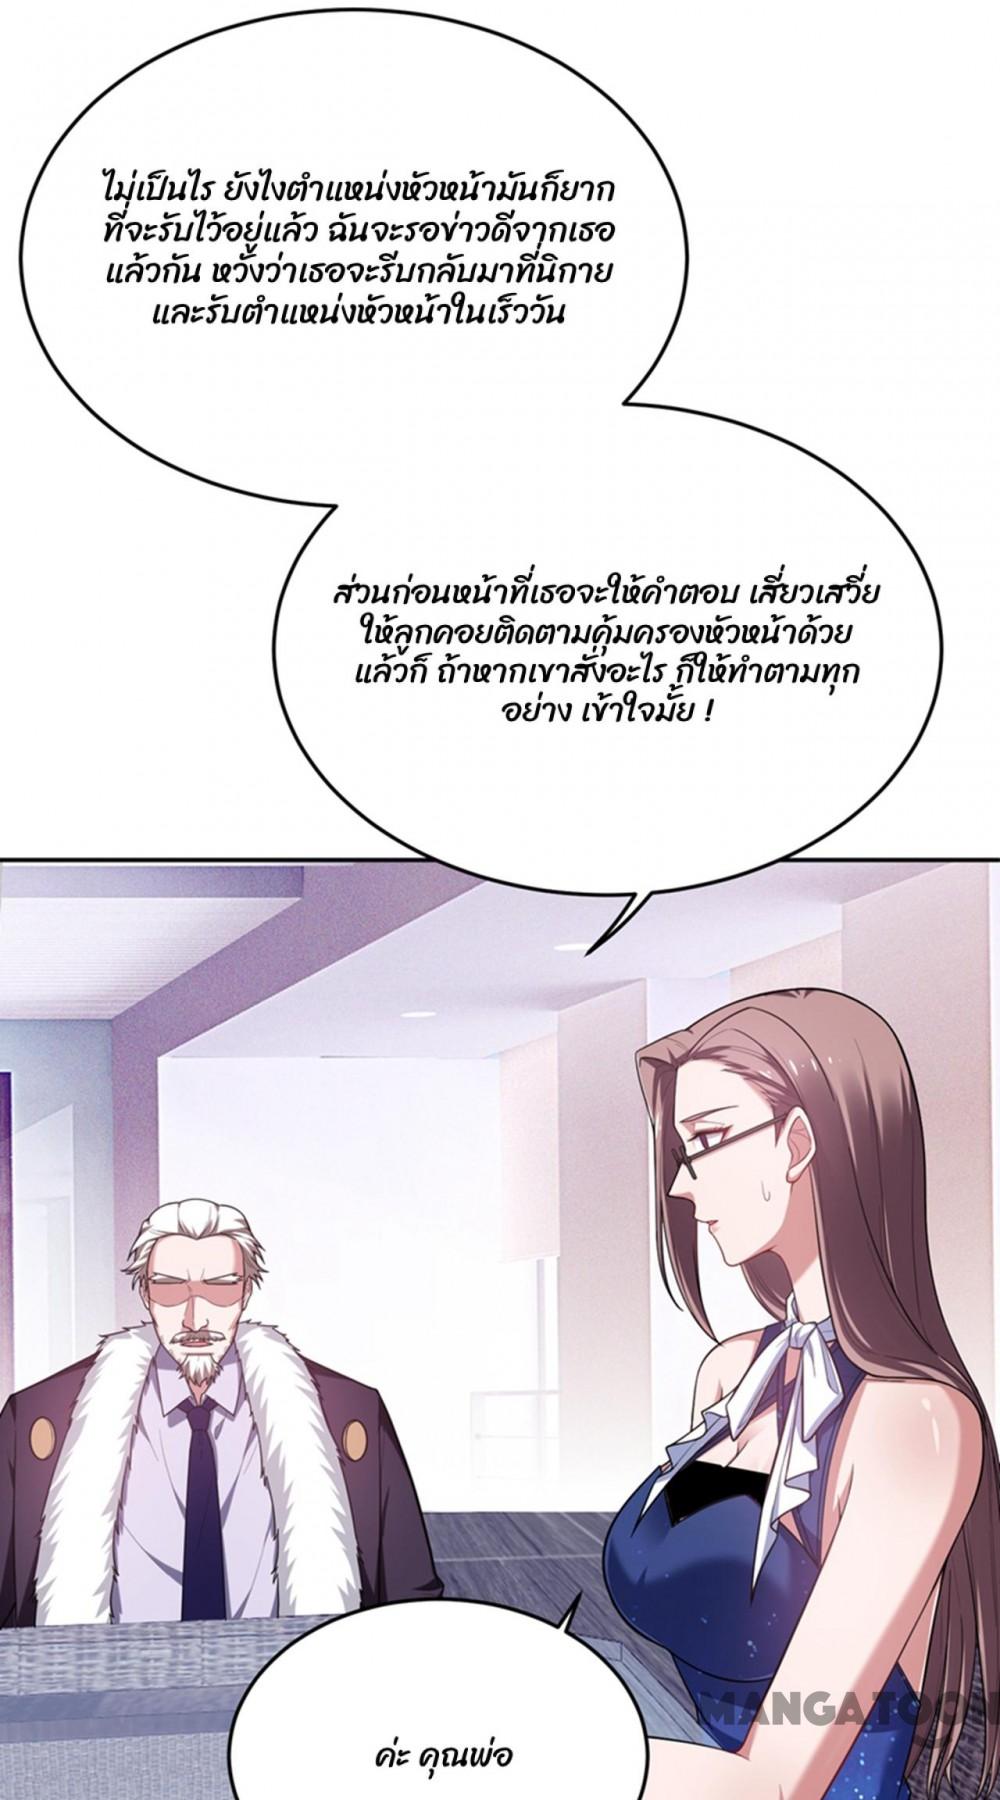 ไม่เป็นไร ยังไงตำแหน่งหัวหน้ามันก็ยาก
ที่จะรับไว้อยู่แล้ว ฉันจะรอข่าวดีจากเธอ
แล้วกัน หวังว่าเธอจะรีบกลับมาที่นิกาย
และรับตำแหน่งหัวหน้าในเร็ววัน
ส่วนก่อนหน้าที่เธอจะให้คำตอบ เสี่ยวเสวี่ย
ให้ลูกคอยติดตามคุ้มครองหัวหน้าด้วย
แล้วก็ ถ้าหากเขาสั่งอะไร ก็ให้ทำตามทุก
อย่าง เข้าใจมั้ย !
MANGATOON
ค่ะ คุณพ่อ